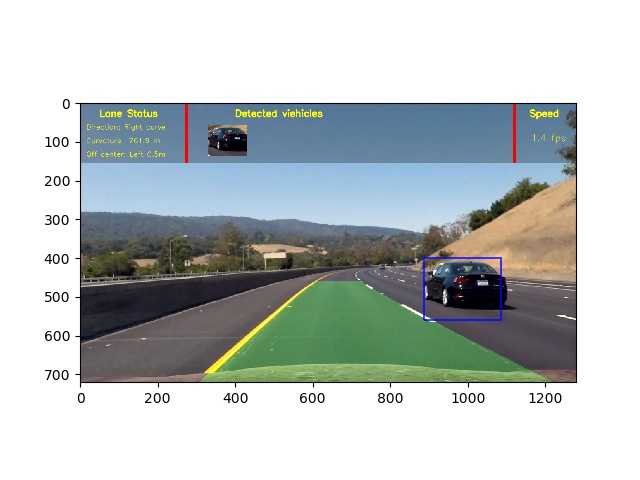 Lane Status
Detected viehicles
Speed
Direction: Right curve
Curvature: 761.9 m
Off center: Left 0.5m
1.4 fps
0
100
200
300
400
500
600
700
0
200
400
600
800
1000
1200